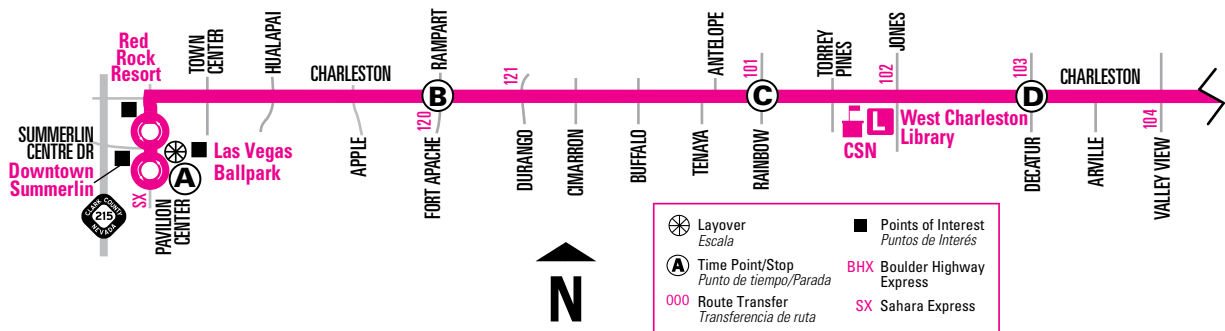 Red
Rock
Resort
TOWN
CENTER
HUALAPAI
CHARLESTON
RAMPART
121
ANTELOPE
101
TORREY
PINES
102
JONES
103
CHARLESTON
B
C
D
SUMMERLIN
CENTRE DR
Downtown
Summerlin
CLARK COUNTY
215
NEVADA
SX
PAVILION
CENTER
A
Las Vegas
Ballpark
APPLE
120
FORT APACHE
DURANGO
CIMARRON
BUFFALO
TENAYA
RAINBOW
CSN
L
West Charleston
Library
DECATUR
ARVILLE
104
VALLEY VIEW
N
Layover
Escala
A Time Point/Stop
Punto de tiempo/Parada
000 Route Transfer
Transferencia de ruta
Points of Interest
Puntos de Interés
BHX Boulder Highway
Express
SX Sahara Express